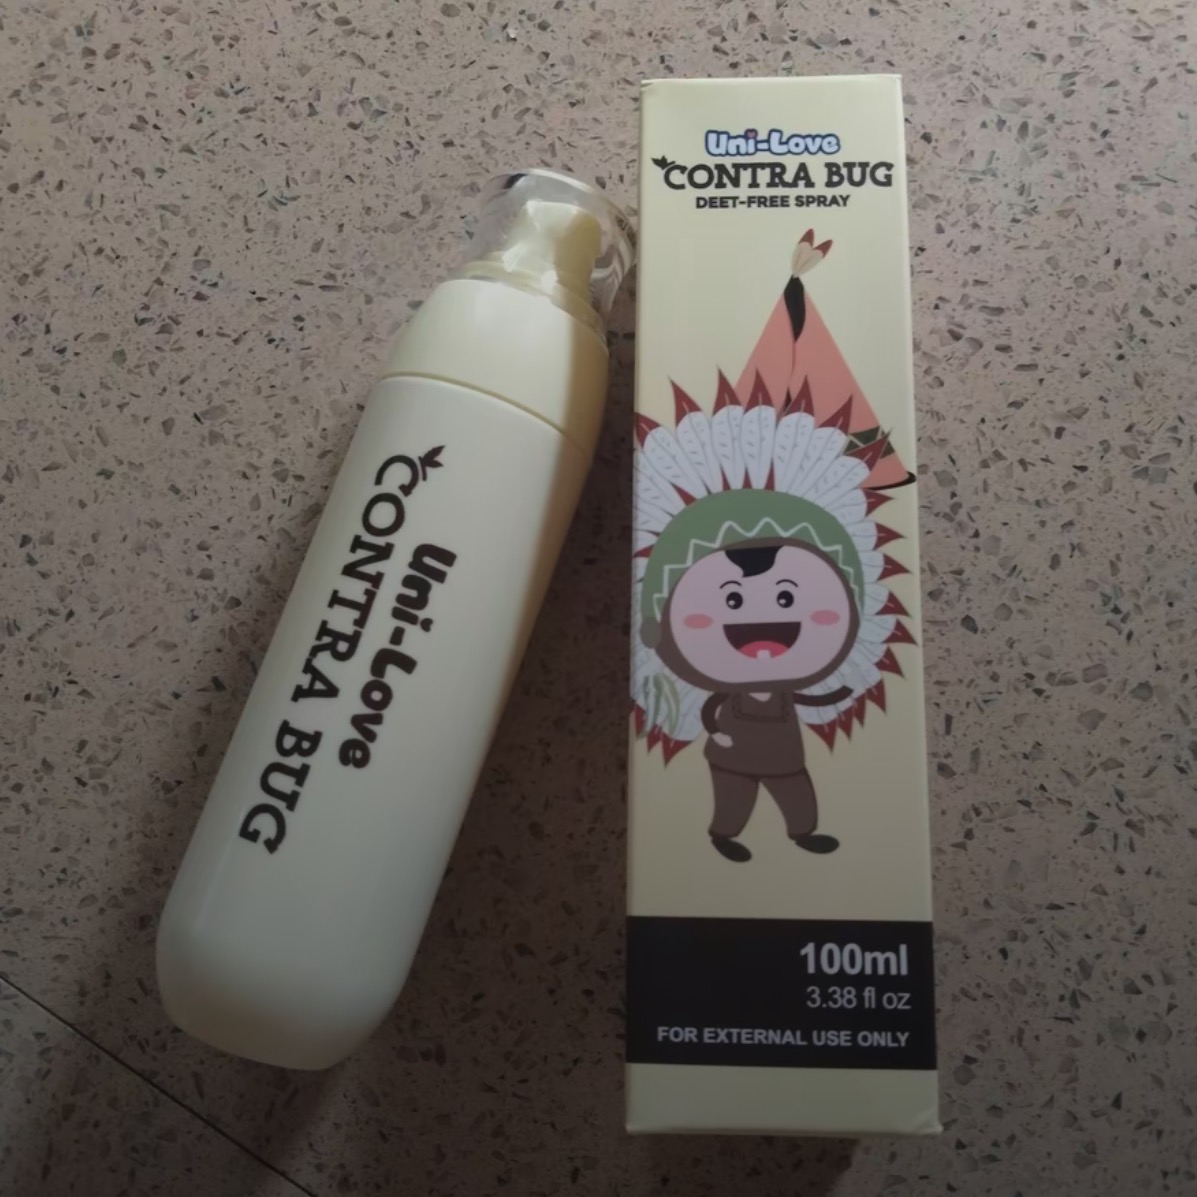 Uni-Love
CONTRA BUG
Uni-Love
CONTRA BUG
DEET-FREE SPRAY
100ml
3.38 fl oz
FOR EXTERNAL USE ONLY